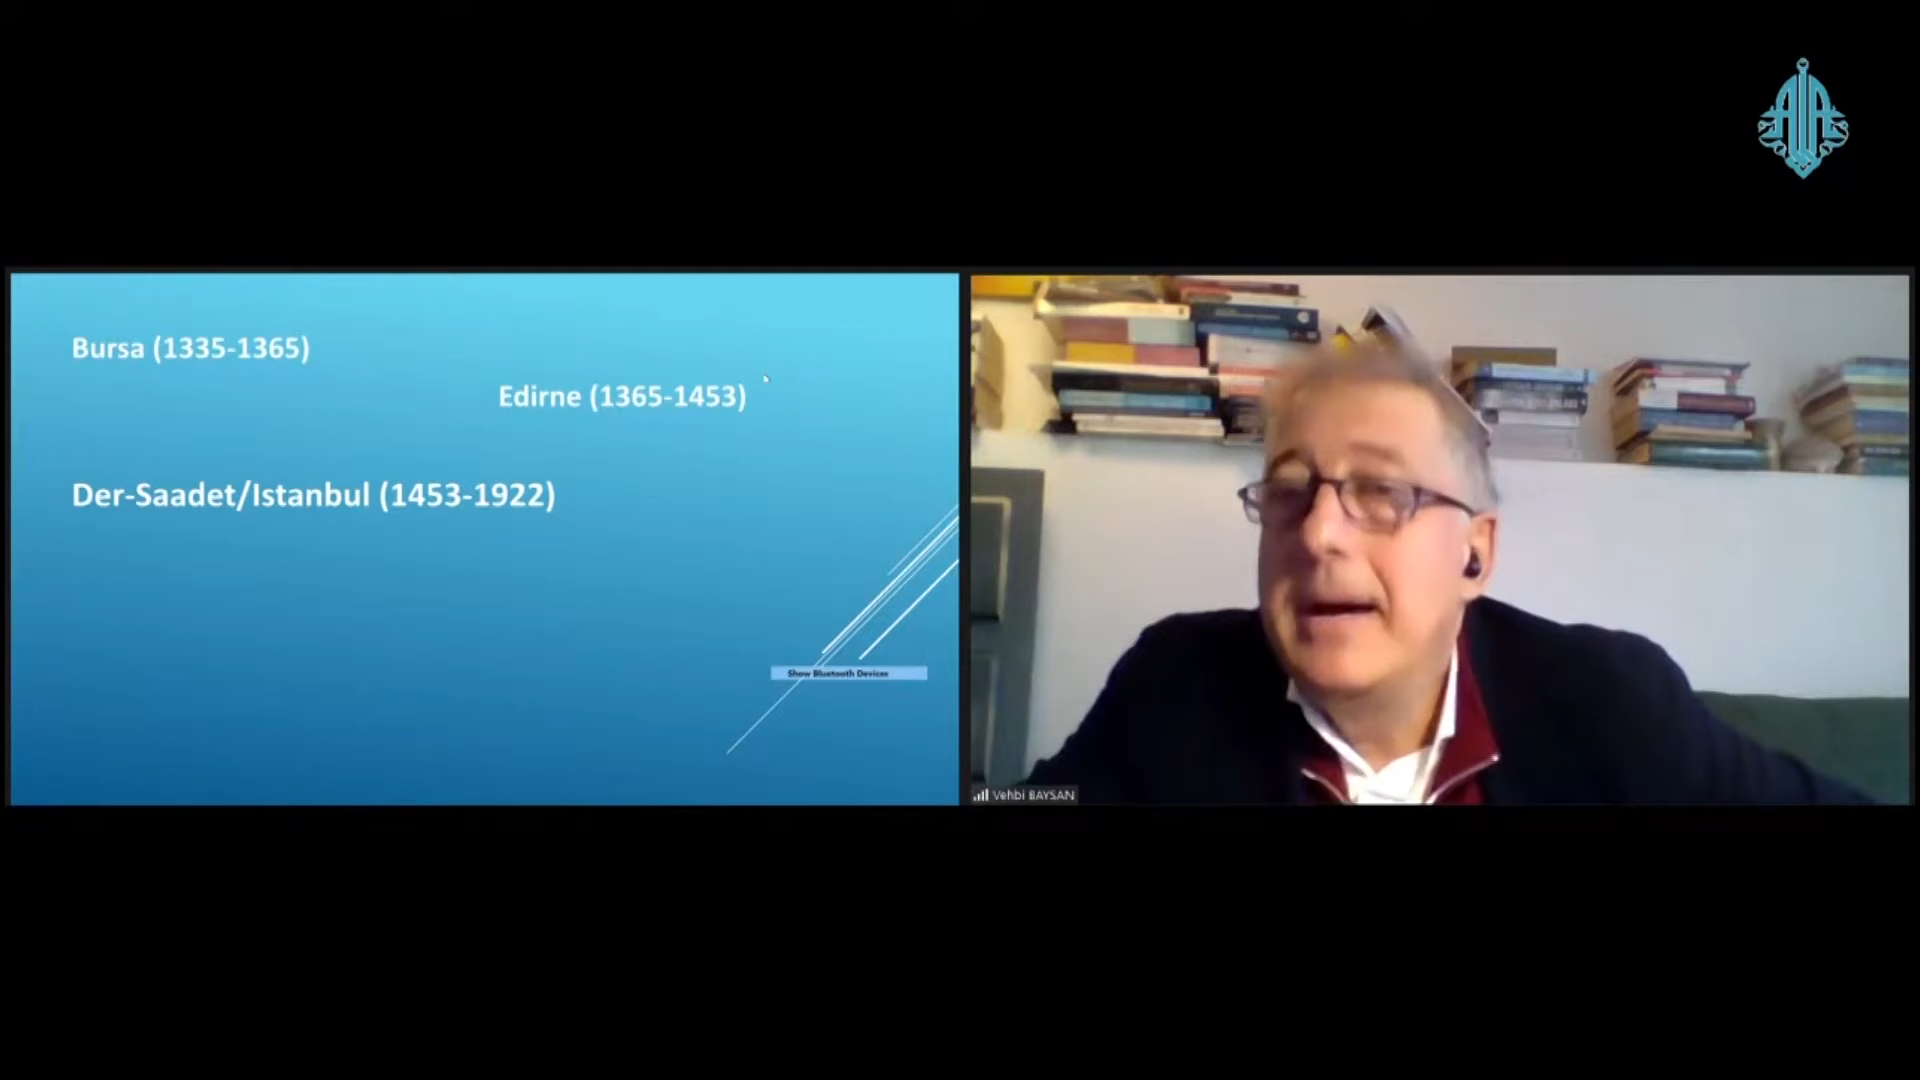 Bursa (1335-1365)
Edirne (1365-1453)
Der-Saadet/Istanbul (1453-1922)
Show Bluetooth Devices
Vehbi BAYSAN